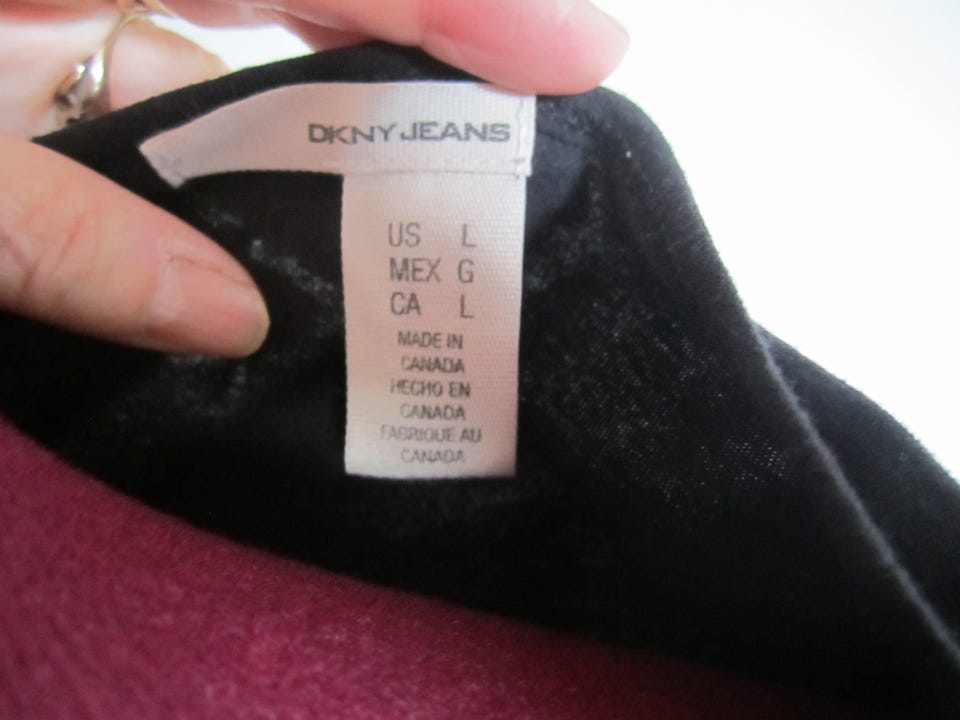 DKNY JEANS
US L
MEX G
CA L
MADE IN
CANADA
HECHO EN
CANADA
FABRIQUE AU
CANADA